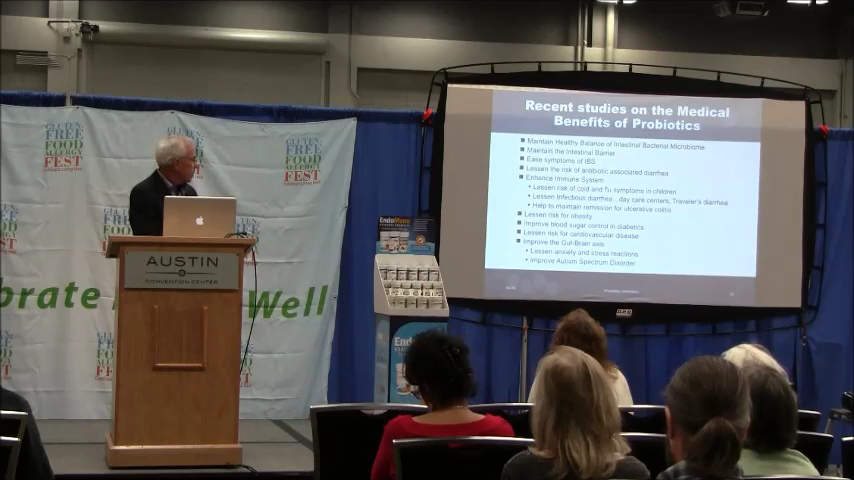 Recent studies on the Medical
Benefits of Probiotics
Maintain Healthy Balance of Intestinal Bacterial Microbiome
Maintain the Intestinal Barrier
Ease symptoms of IBS
Lessen the risk of antibiotic associated diarrhea
Enhance Immune System
Lessen risk of cold and flu symptoms in children
Lessen Infectious diarrhea - day care centers, Traveler's diarrhea
Help to maintain remission for ulcerative colitis
Lessen risk for obesity
Improve blood sugar control in diabetics
Lessen risk for cardiovascular disease
Improve the Gut-Brain axis
Lessen anxiety and stress reactions
Improve Autism Spectrum Disorder
GLUTEN
FREE
FOOD
ALLERGY
FEST
GLUTEN
FREE
FOOD
ALLERGY
FEST
brate
Well
AUSTIN
CONVENTION CENTER